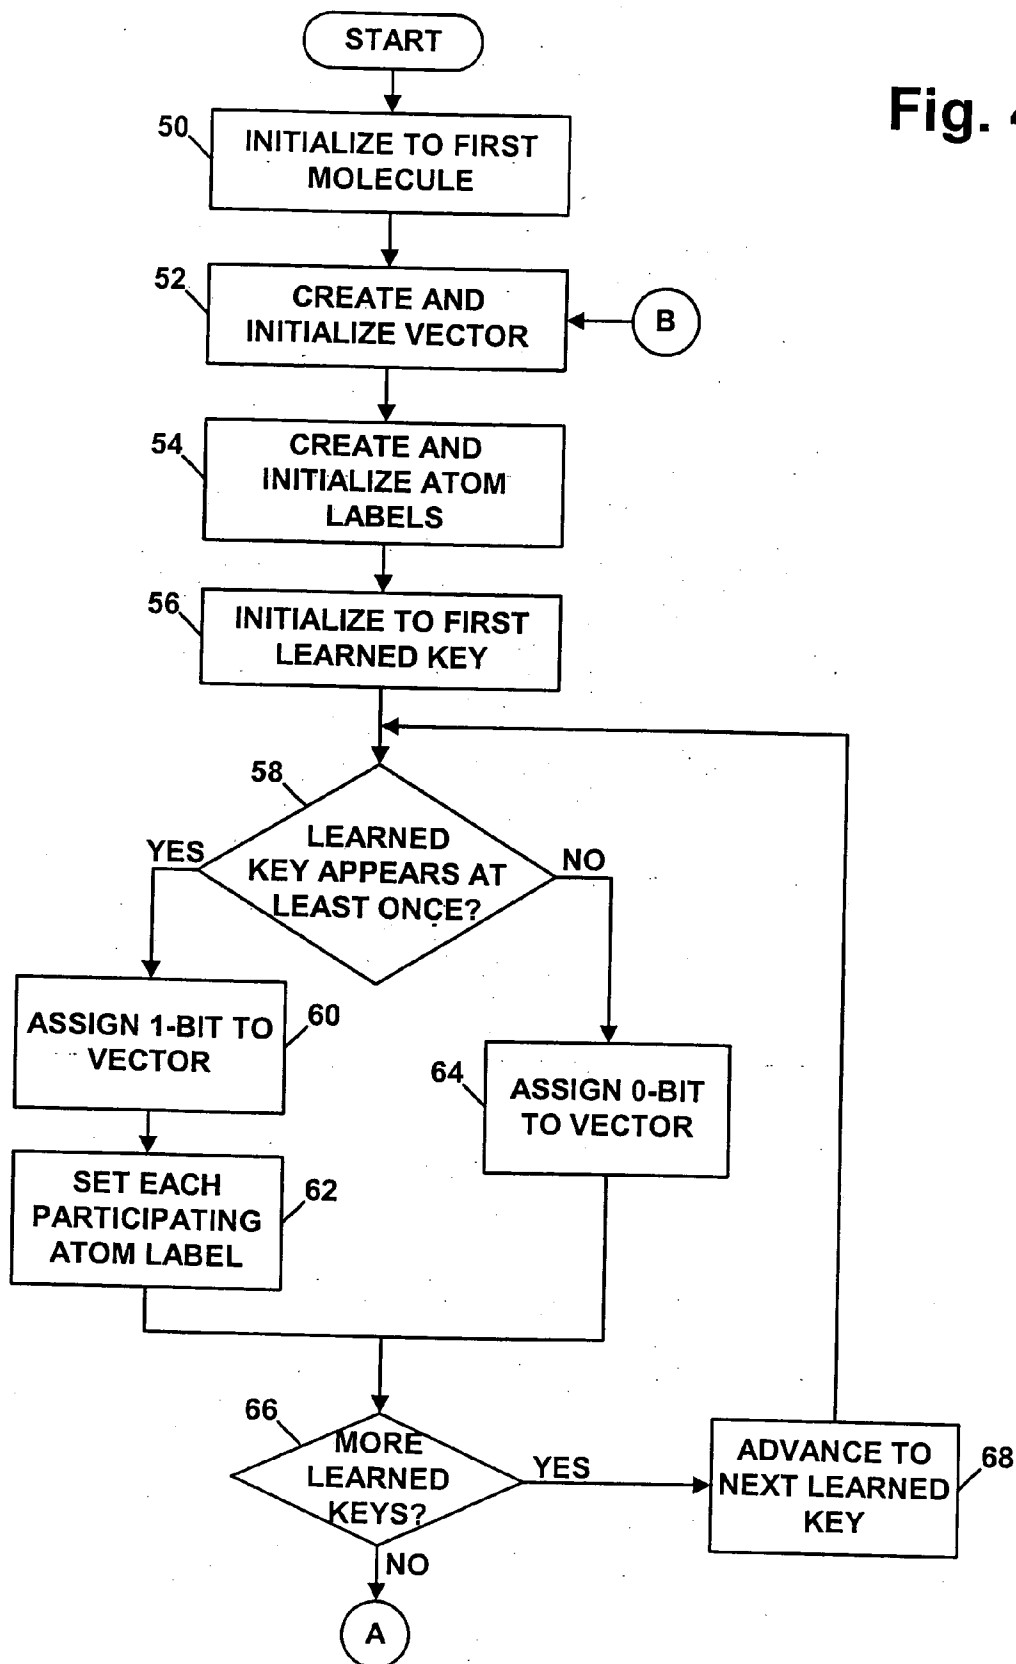 START
Fig. 4
50
INITIALIZE TO FIRST
MOLECULE
52
CREATE AND
INITIALIZE VECTOR
B
54
CREATE AND
INITIALIZE ATOM
LABELS
56
INITIALIZE TO FIRST
LEARNED KEY
58
LEARNED
KEY APPEARS AT
LEAST ONCE?
YES
NO
ASSIGN 1-BIT TO
VECTOR
60
64
ASSIGN 0-BIT
TO VECTOR
SET EACH
PARTICIPATING
ATOM LABEL
62
66
MORE
LEARNED
KEYS?
YES
ADVANCE TO
NEXT LEARNED
KEY
68
NO
A